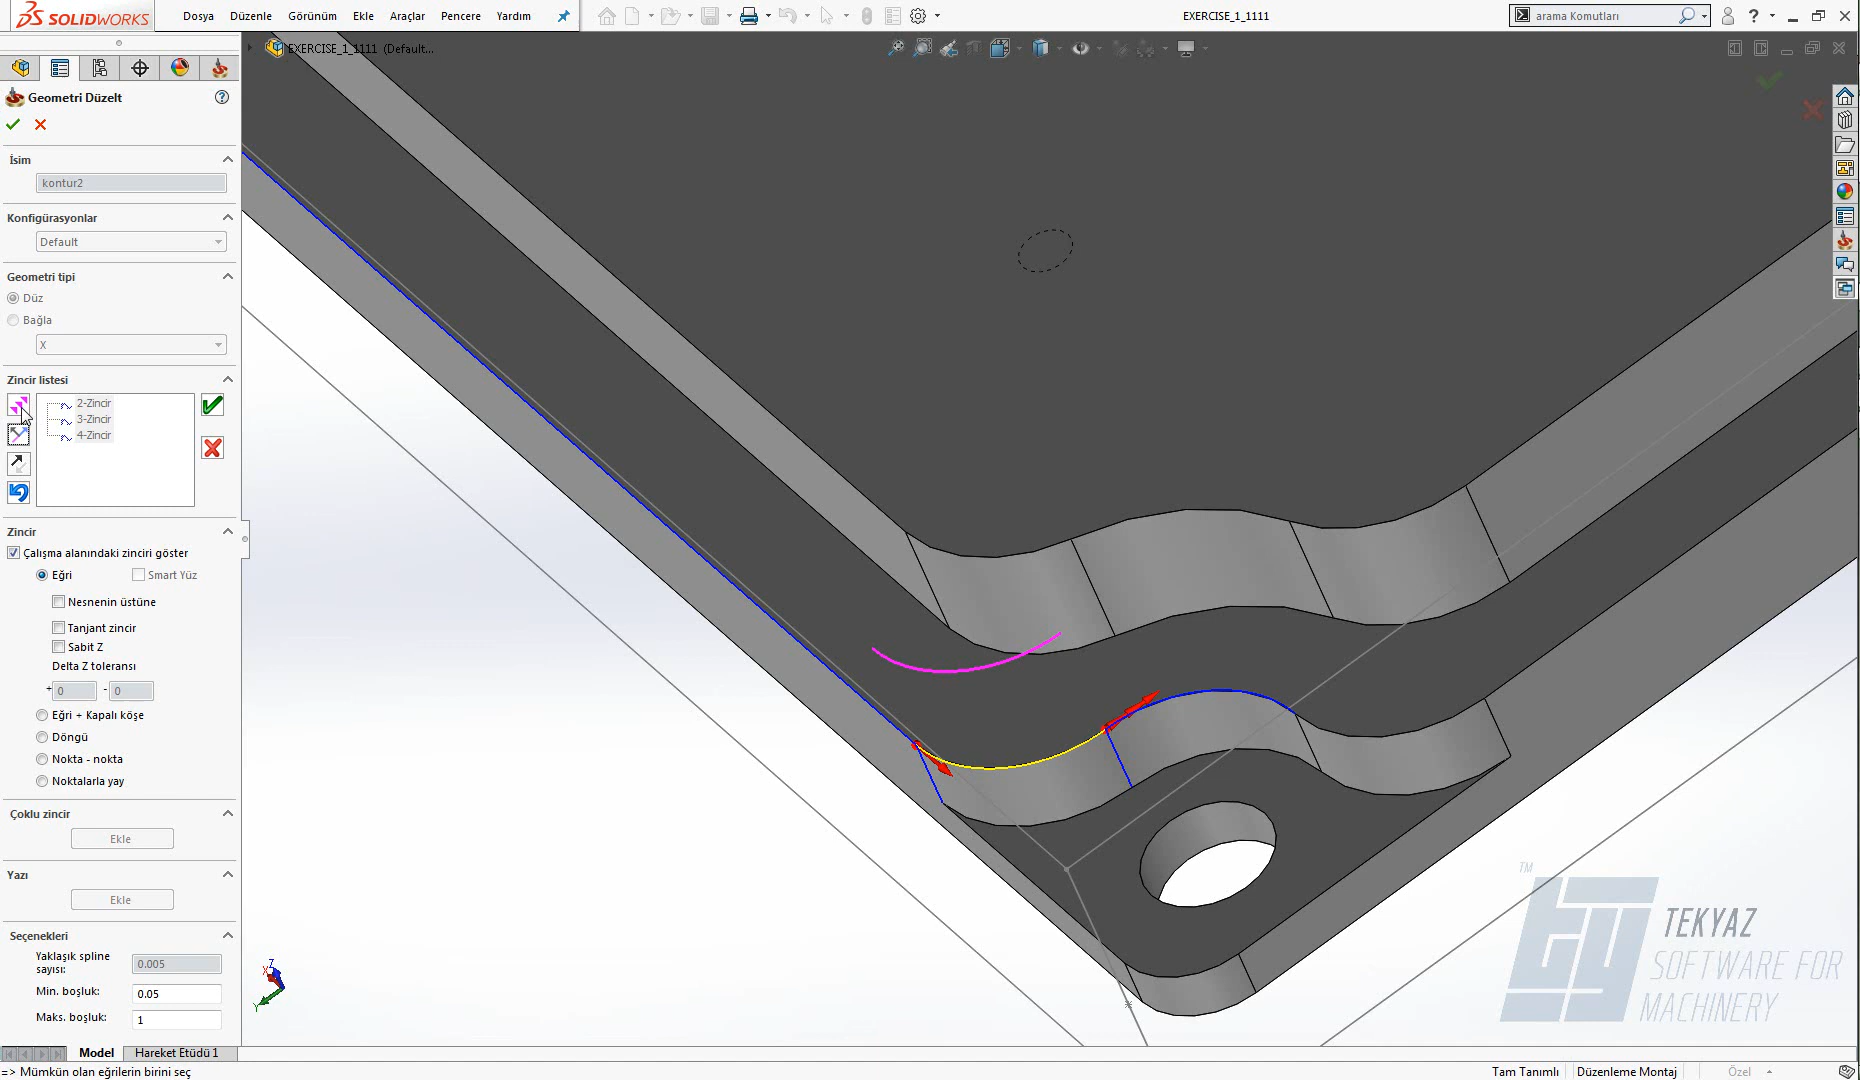 SOLIDWORKS
Dosya Düzenle Görünüm Ekle Araçlar Pencere Yardım
EXERCISE_1_1111
arama Komutları
EXERCISE_1_1111 (Default...
Geometri Düzelt
İsim
kontur2
Konfigürasyonlar
Default
Geometri tipi
Düz
Bağla
X
Zincir listesi
2-Zincir
3-Zincir
4-Zincir
Zincir
Çalışma alanındaki zinciri göster
Eğri Smart Yüz
Nesnenin üstüne
Tanjant zincir
Sabit Z
Delta Z toleransı
+ 0 - 0
Eğri + Kapalı köşe
Döngü
Nokta - nokta
Noktalarla yay
Çoklu zincir
Ekle
Yazı
Ekle
Seçenekleri
Yaklaşık spline
sayısı: 0.005
Min. boşluk: 0.05
Maks. boşluk: 1
Z
X
Y
TM
TEKYAZ
SOFTWARE FOR
MACHINERY
Model Hareket Etüdü 1
=> Mümkün olan eğrilerin birini seç
Tam Tanımlı Düzenleme Montaj Özel